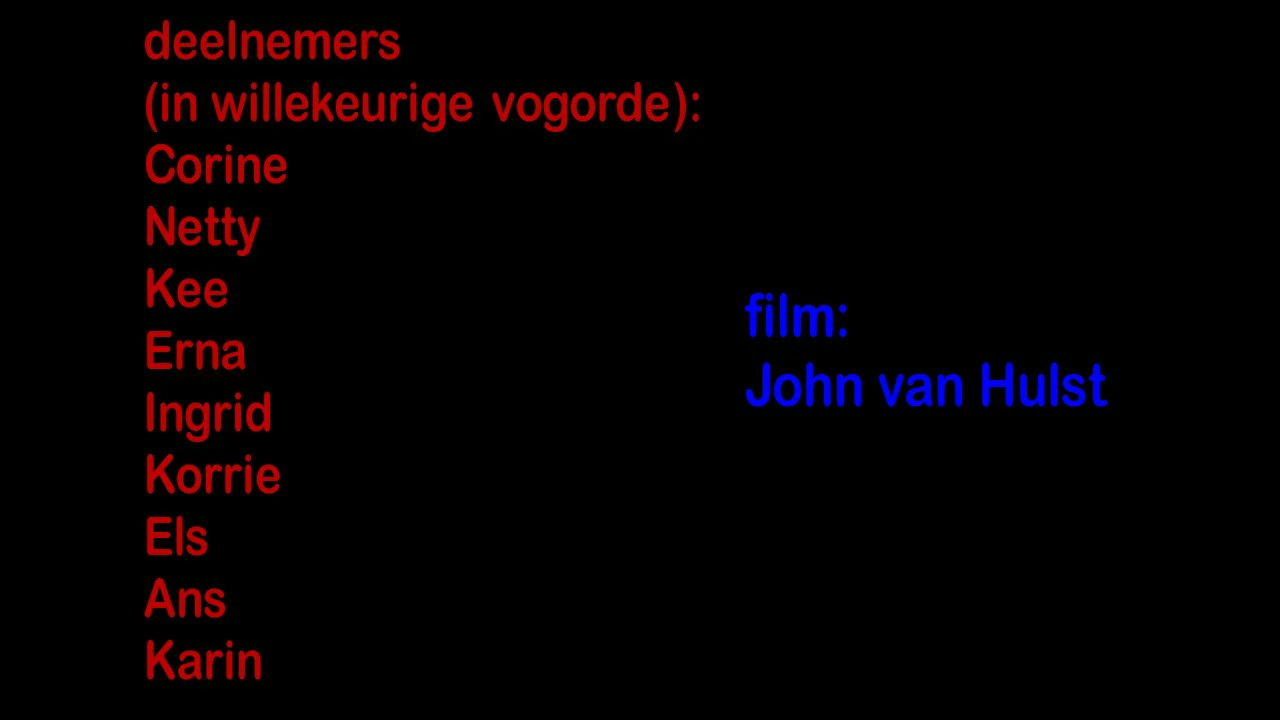 deelnemers
(in willekeurige vogorde):
Corine
Netty
Kee
Erna
Ingrid
Korrie
Els
Ans
Karin
film:
John van Hulst